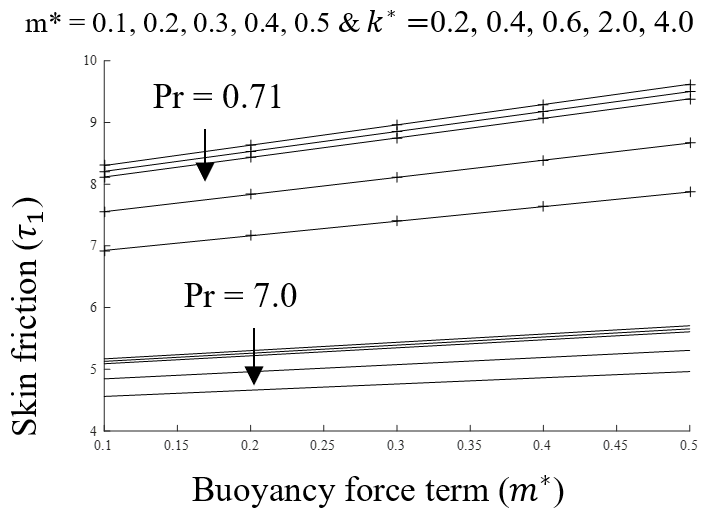 m* = 0.1, 0.2, 0.3, 0.4, 0.5 & k* =0.2, 0.4, 0.6, 2.0, 4.0
10
Pr = 0.71
9
8
7
Pr = 7.0
6
5
4
Skin friction (τ₁)
0.1 0.15 0.2 0.25 0.3 0.35 0.4 0.45 0.5
Buoyancy force term (m*)